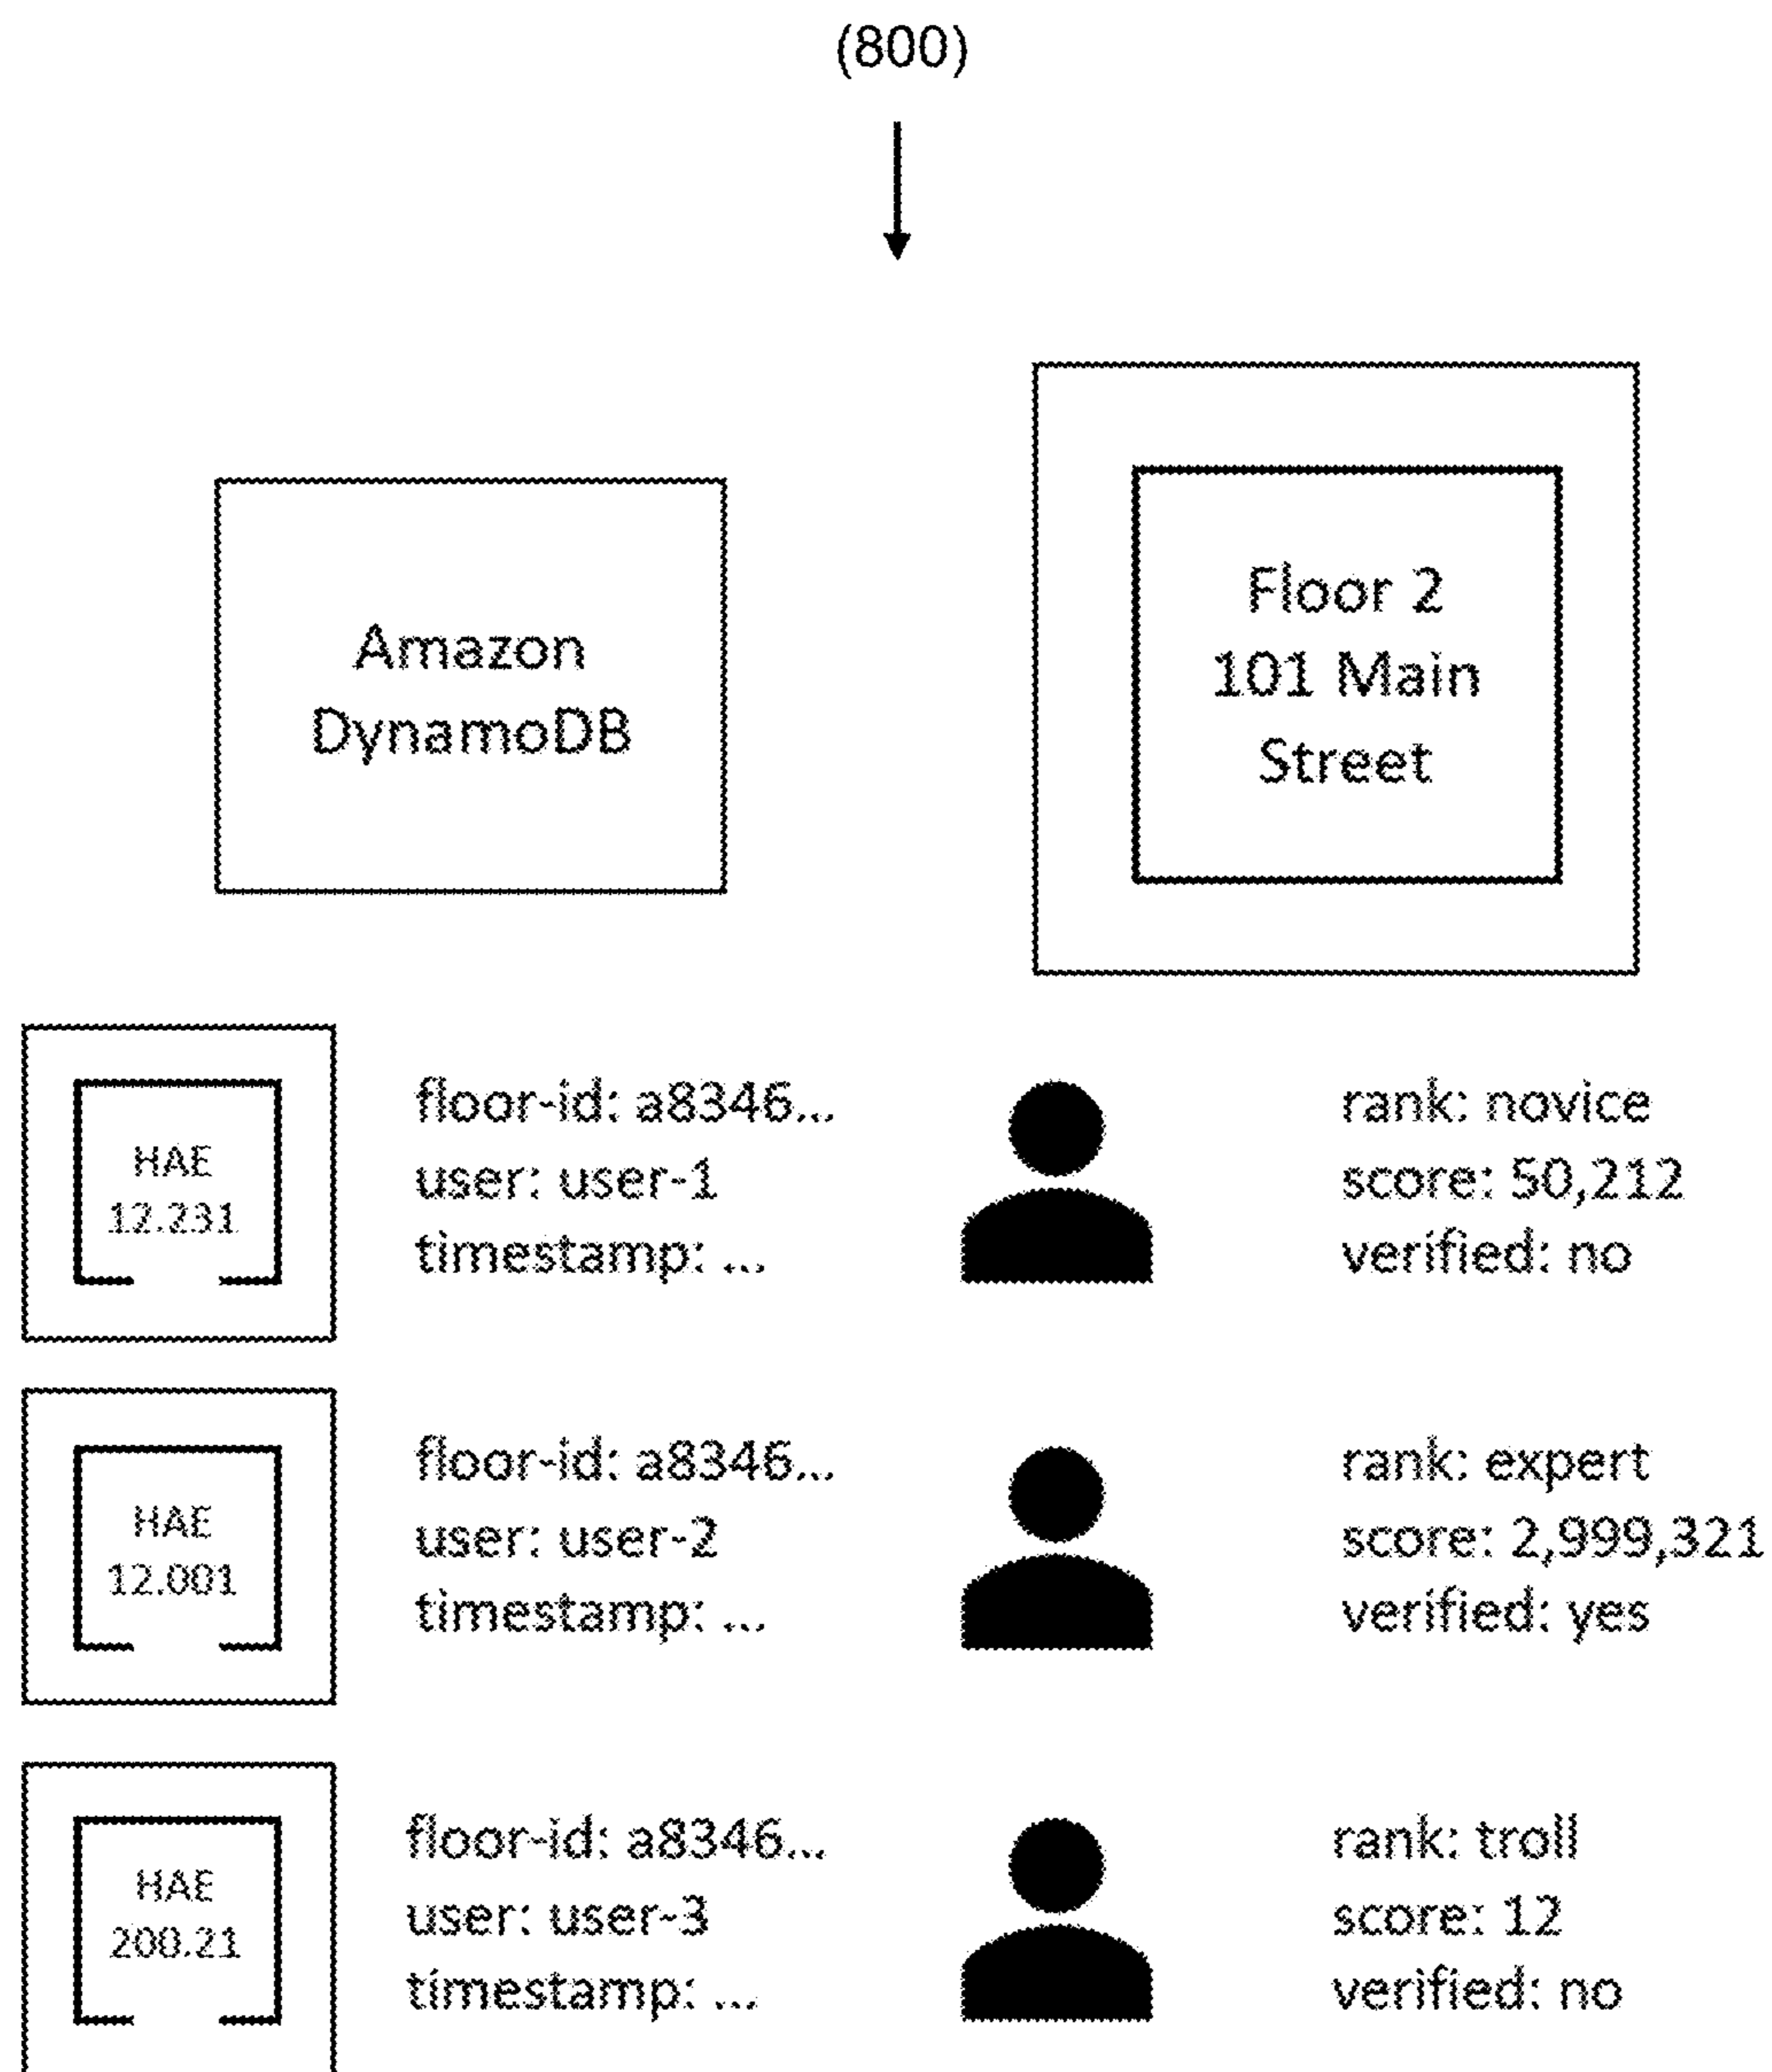 (800)
Amazon
DynamoDB
Floor 2
101 Main
Street
HAE
12.231
floor-id: a8346...
user: user-1
timestamp: ...
rank: novice
score: 50,212
verified: no
HAE
12.001
floor-id: a8346...
user: user-2
timestamp: ...
rank: expert
score: 2,999,321
verified: yes
HAE
200.21
floor-id: a8346...
user: user-3
timestamp: ...
rank: troll
score: 12
verified: no